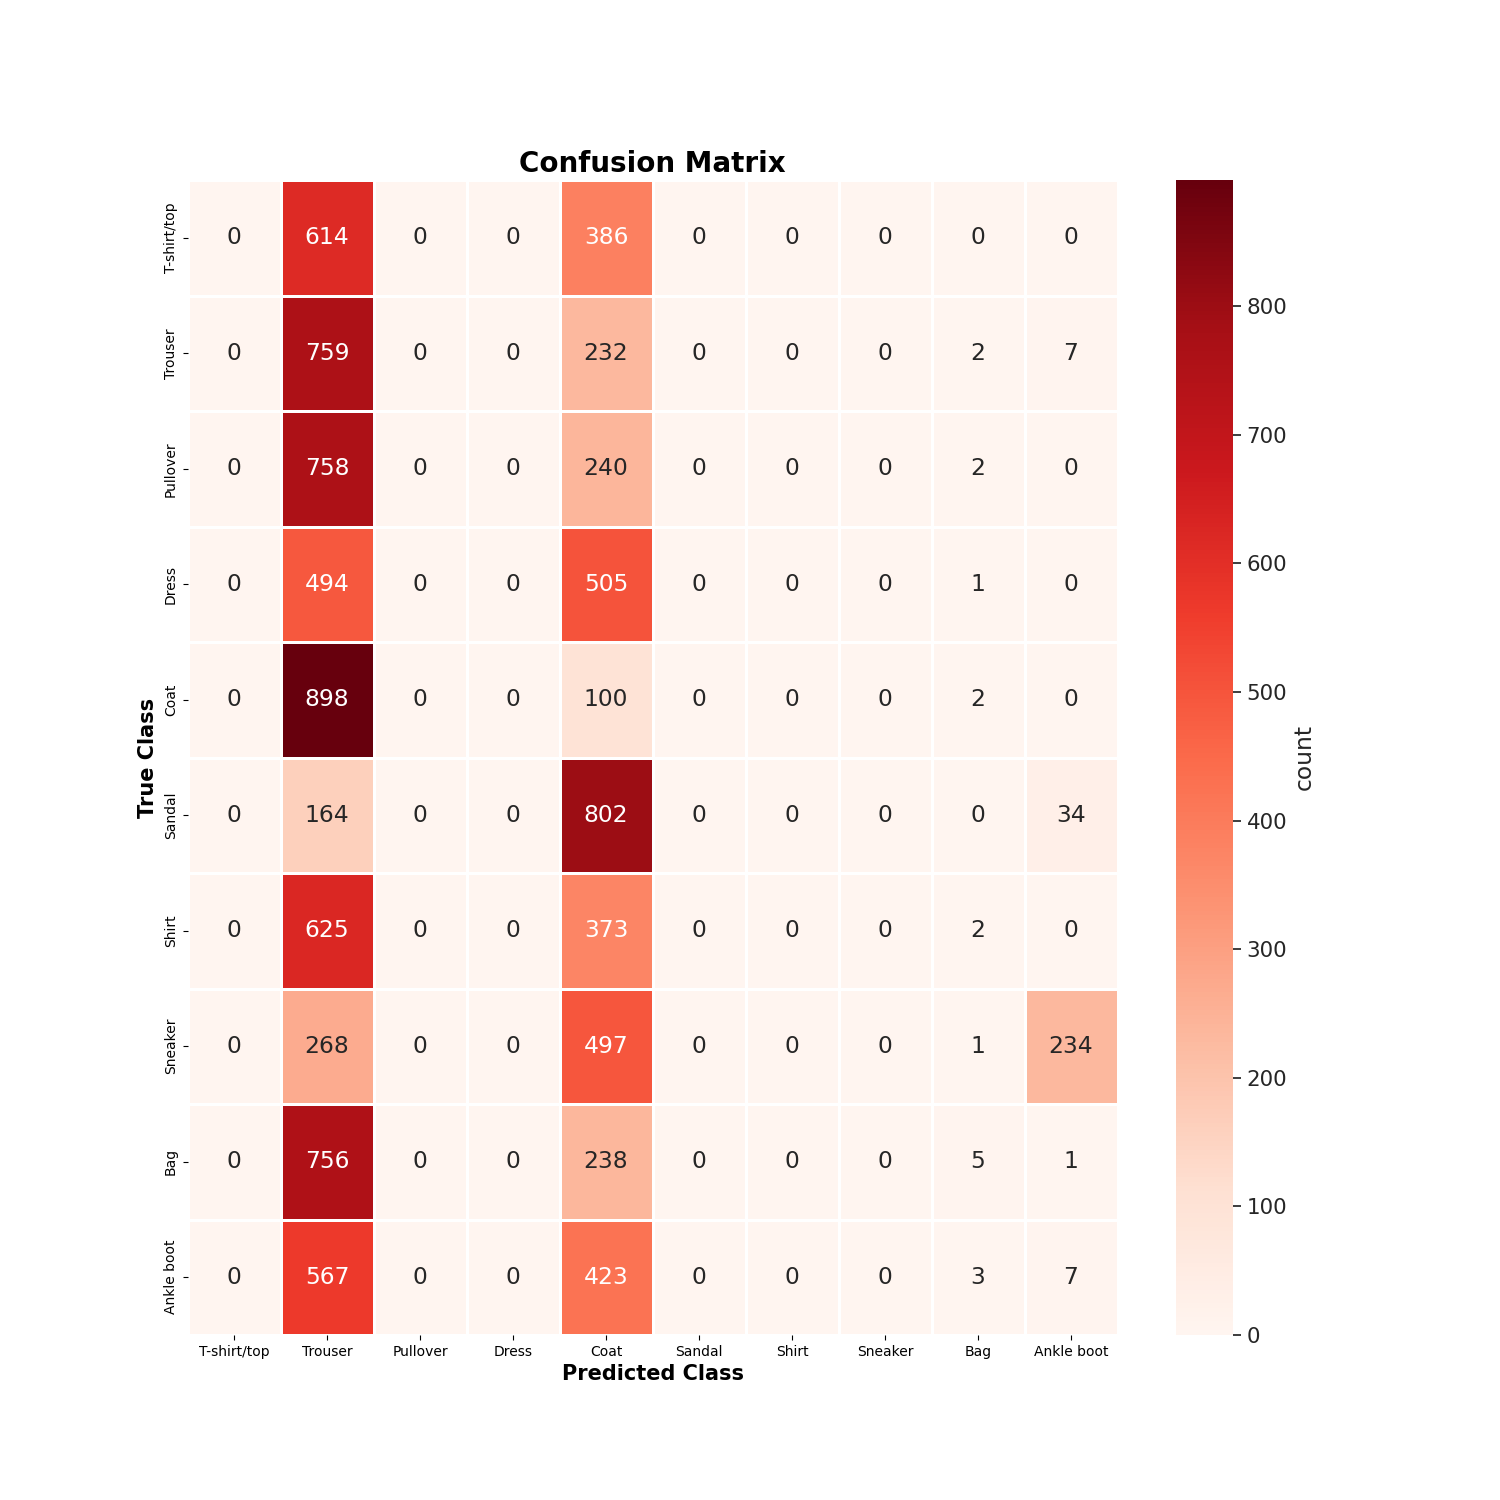 Confusion Matrix
T-shirt/top 0 614 0 0 386 0 0 0 0 0
Trouser 0 759 0 0 232 0 0 0 2 7
Pullover 0 758 0 0 240 0 0 0 2 0
Dress 0 494 0 0 505 0 0 0 1 0
Coat 0 898 0 0 100 0 0 0 2 0
Sandal 0 164 0 0 802 0 0 0 0 34
Shirt 0 625 0 0 373 0 0 0 2 0
Sneaker 0 268 0 0 497 0 0 0 1 234
Bag 0 756 0 0 238 0 0 0 5 1
Ankle boot 0 567 0 0 423 0 0 0 3 7
True Class
T-shirt/top Trouser Pullover Dress Coat Sandal Shirt Sneaker Bag Ankle boot
Predicted Class
800
700
600
500
400
300
200
100
0
count